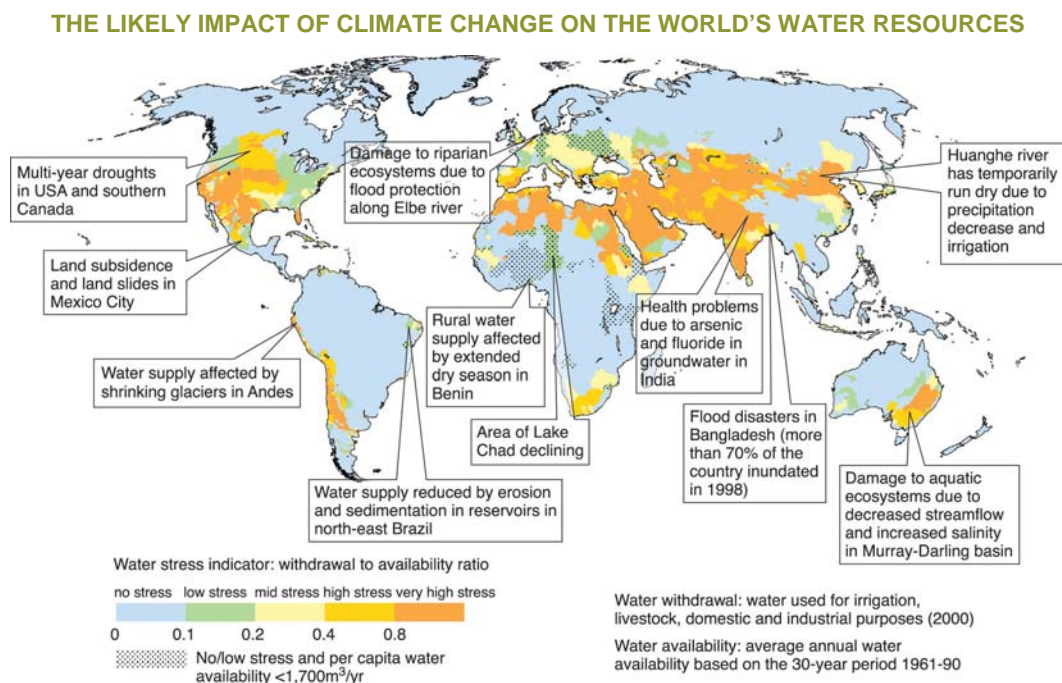 THE LIKELY IMPACT OF CLIMATE CHANGE ON THE WORLD'S WATER RESOURCES
Multi-year droughts
in USA and southern
Canada
Damage to riparian
ecosystems due to
flood protection
along Elbe river
Huanghe river
has temporarily
run dry due to
precipitation
decrease and
irrigation
Land subsidence
and land slides in
Mexico City
Water supply affected by
shrinking glaciers in Andes
Rural water
supply affected
by extended
dry season in
Benin
Health problems
due to arsenic
and fluoride in
groundwater in
India
Area of Lake
Chad declining
Flood disasters in
Bangladesh (more
than 70% of the
country inundated
in 1998)
Water supply reduced by erosion
and sedimentation in reservoirs in
north-east Brazil
Damage to aquatic
ecosystems due to
decreased streamflow
and increased salinity
in Murray-Darling basin
Water stress indicator: withdrawal to availability ratio
no stress low stress mid stress high stress very high stress
0 0.1 0.2 0.4 0.8
No/low stress and per capita water
availability <1,700m³/yr
Water withdrawal: water used for irrigation,
livestock, domestic and industrial purposes (2000)
Water availability: average annual water
availability based on the 30-year period 1961-90